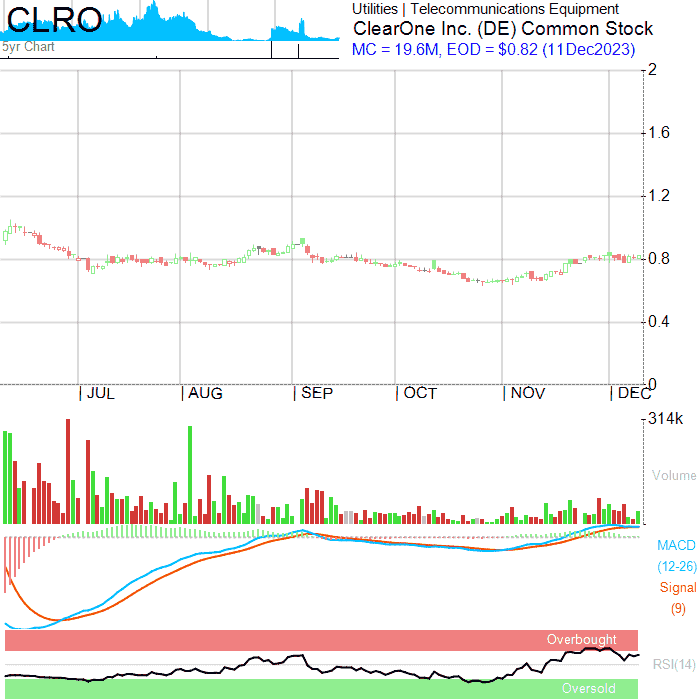 CLRO
5yr Chart
Utilities | Telecommunications Equipment
ClearOne Inc. (DE) Common Stock
MC = 19.6M, EOD = $0.82 (11Dec2023)
2
1.6
1.2
0.8
0.4
0
JUL AUG SEP OCT NOV DEC
314k
Volume
MACD
(12-26)
Signal
(9)
Overbought
RSI(14)
Oversold